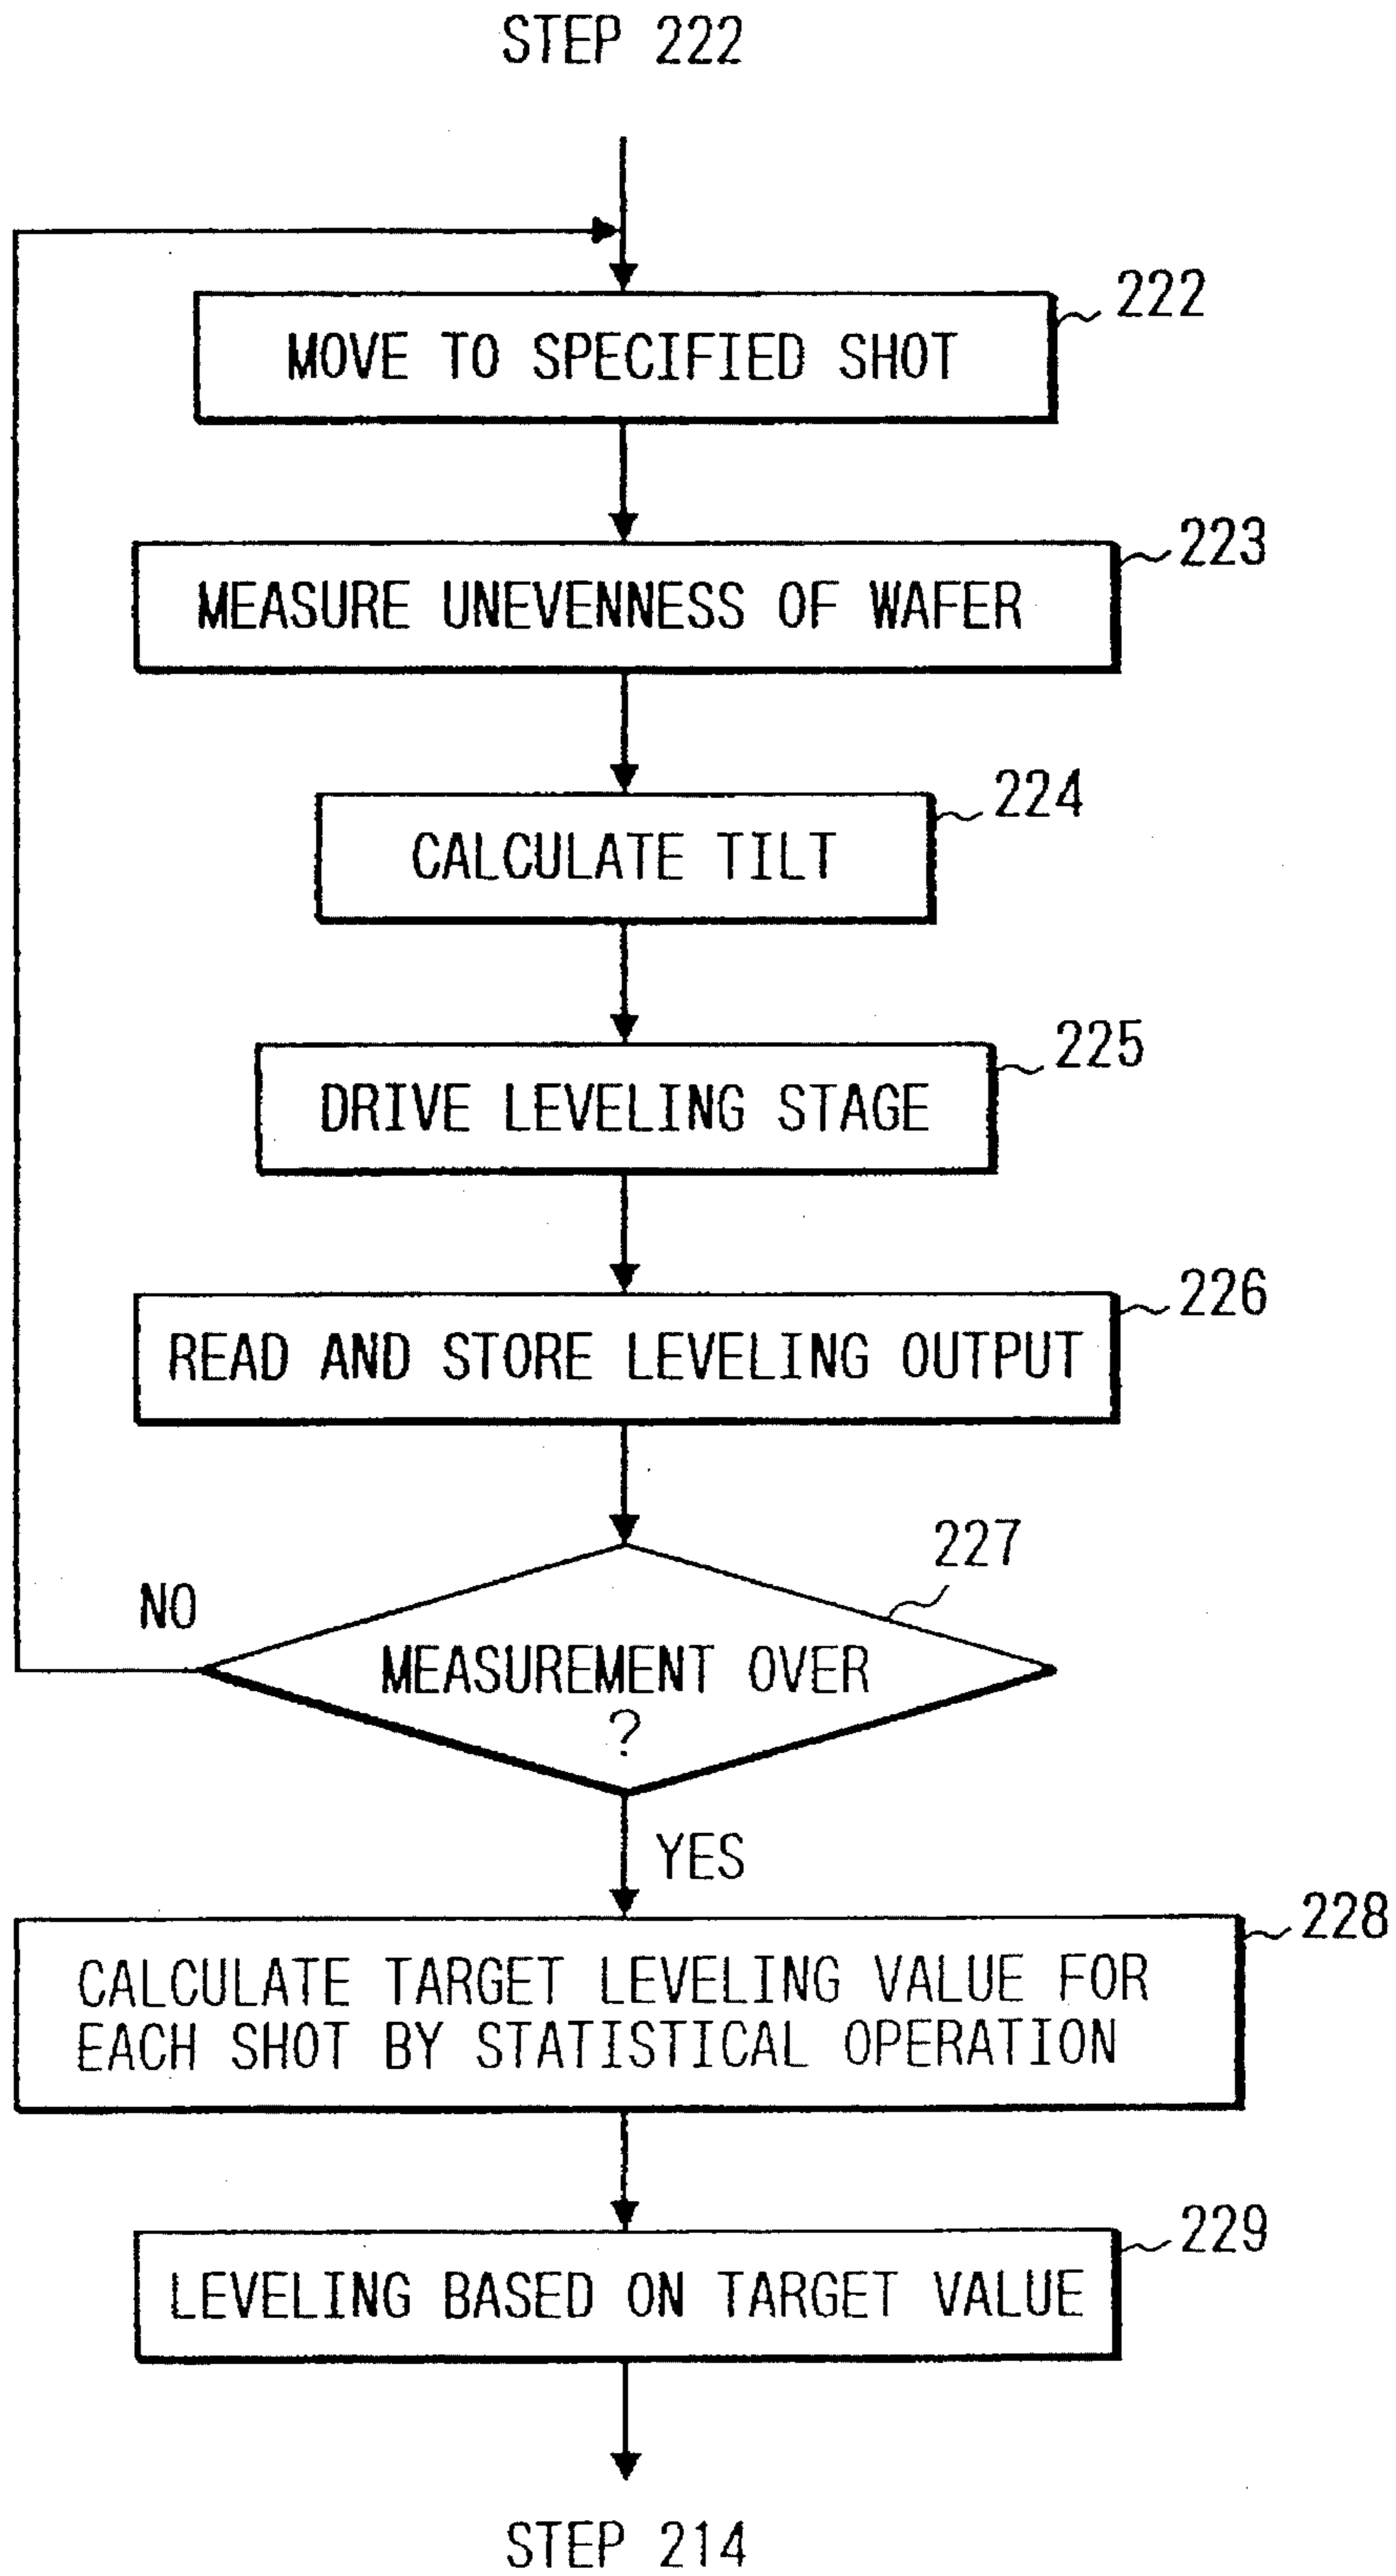 STEP 222
222
MOVE TO SPECIFIED SHOT
223
MEASURE UNEVENNESS OF WAFER
224
CALCULATE TILT
225
DRIVE LEVELING STAGE
226
READ AND STORE LEVELING OUTPUT
227
NO
MEASUREMENT OVER
?
YES
228
CALCULATE TARGET LEVELING VALUE FOR
EACH SHOT BY STATISTICAL OPERATION
229
LEVELING BASED ON TARGET VALUE
STEP 214